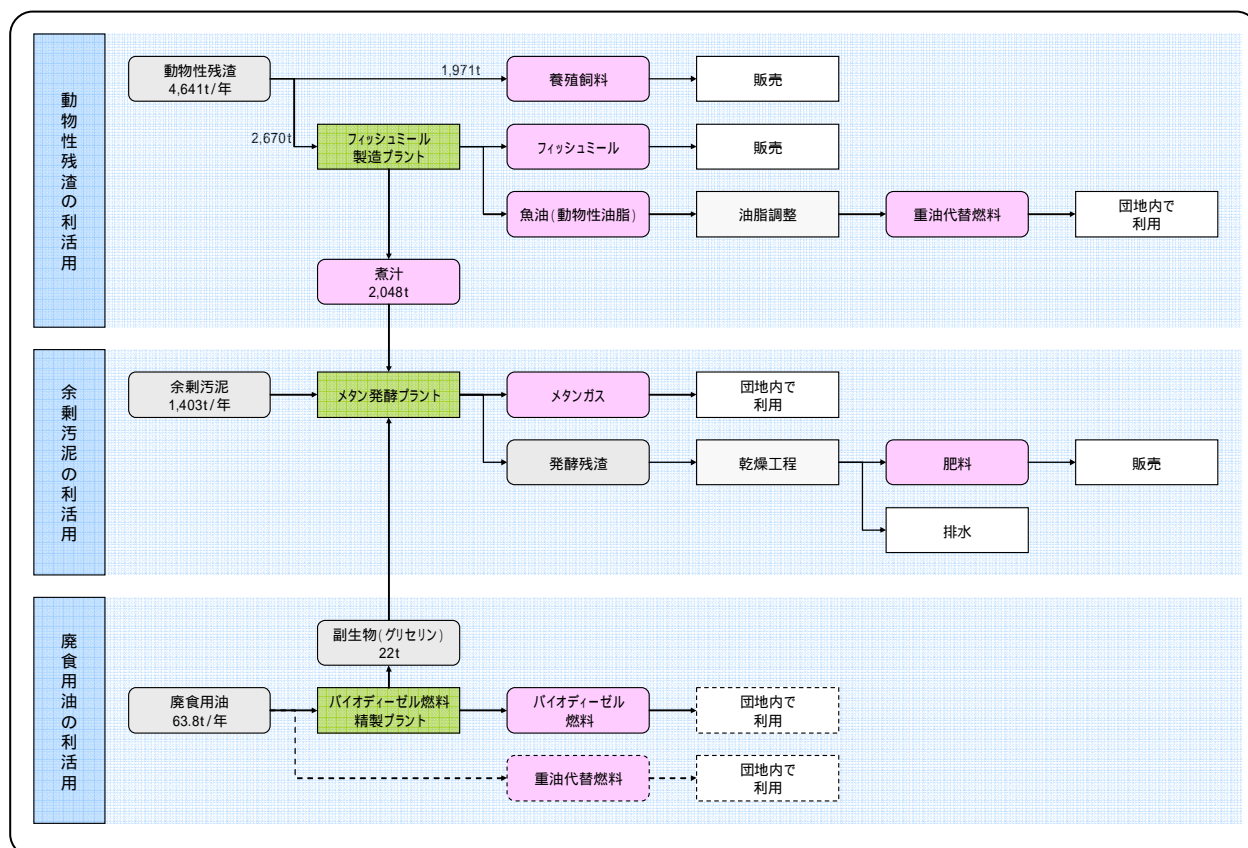 動物性残渣の利活用
動物性残渣
4,641t/年
1,971t
養殖飼料
販売
2,670t
フィッシュミール
製造プラント
フィッシュミール
販売
魚油(動物性油脂)
油脂調整
重油代替燃料
団地内で
利用
煮汁
2,048t
余剰汚泥の利活用
余剰汚泥
1,403t/年
メタン発酵プラント
メタンガス
団地内で
利用
発酵残渣
乾燥工程
肥料
販売
排水
廃食用油の利活用
副生物(グリセリン)
22t
廃食用油
63.8t/年
バイオディーゼル燃料
精製プラント
バイオディーゼル
燃料
団地内で
利用
重油代替燃料
団地内で
利用